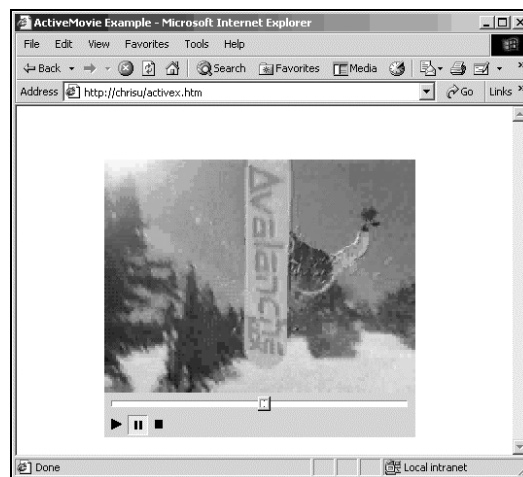 ActiveMovie Example - Microsoft Internet Explorer
File Edit View Favorites Tools Help
Back Search Favorites Media
Address http://chrisu/activex.htm Go Links
Avalanche
Done Local intranet